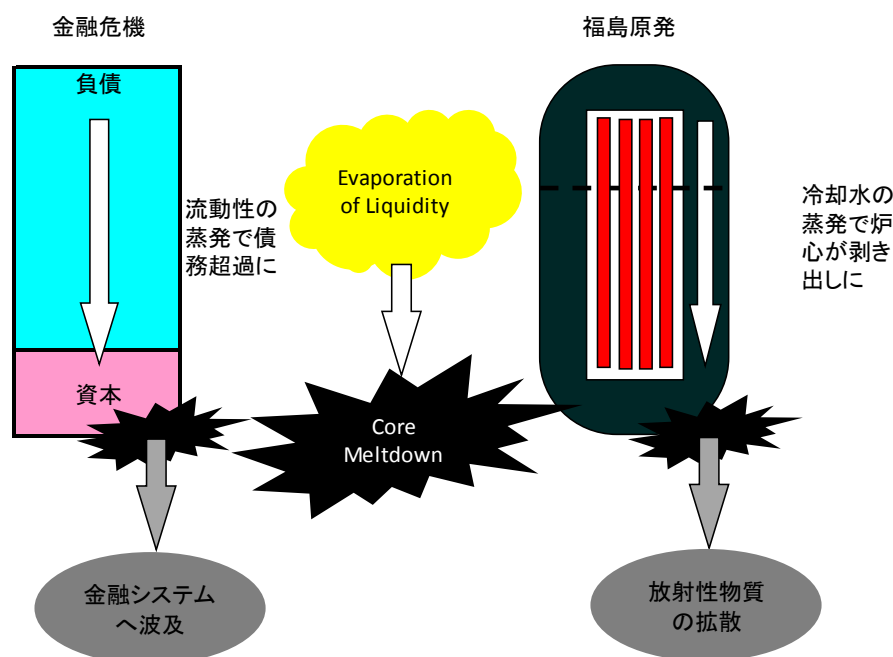 金融危機
福島原発
負債
流動性の
蒸発で債
務超過に
Evaporation
of Liquidity
冷却水の
蒸発で炉
心が剥き
出しに
資本
Core
Meltdown
金融システム
へ波及
放射性物質
の拡散